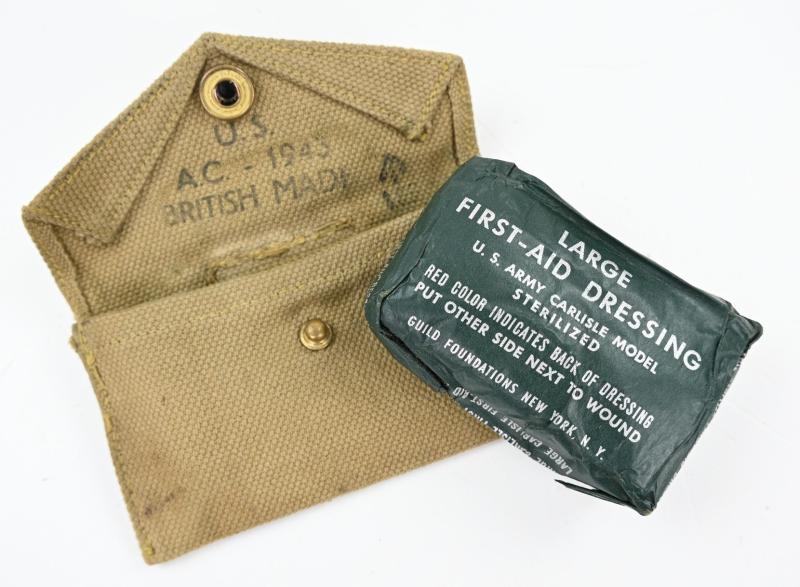 U.S.
A.C. - 1943
BRITISH MADE
LARGE
FIRST-AID DRESSING
U. S. ARMY CARLISLE MODEL
STERILIZED
RED COLOR INDICATES BACK OF DRESSING
PUT OTHER SIDE NEXT TO WOUND
GUILD FOUNDATIONS NEW YORK, N. Y.
LARGE CARLISLE FIRST-AID